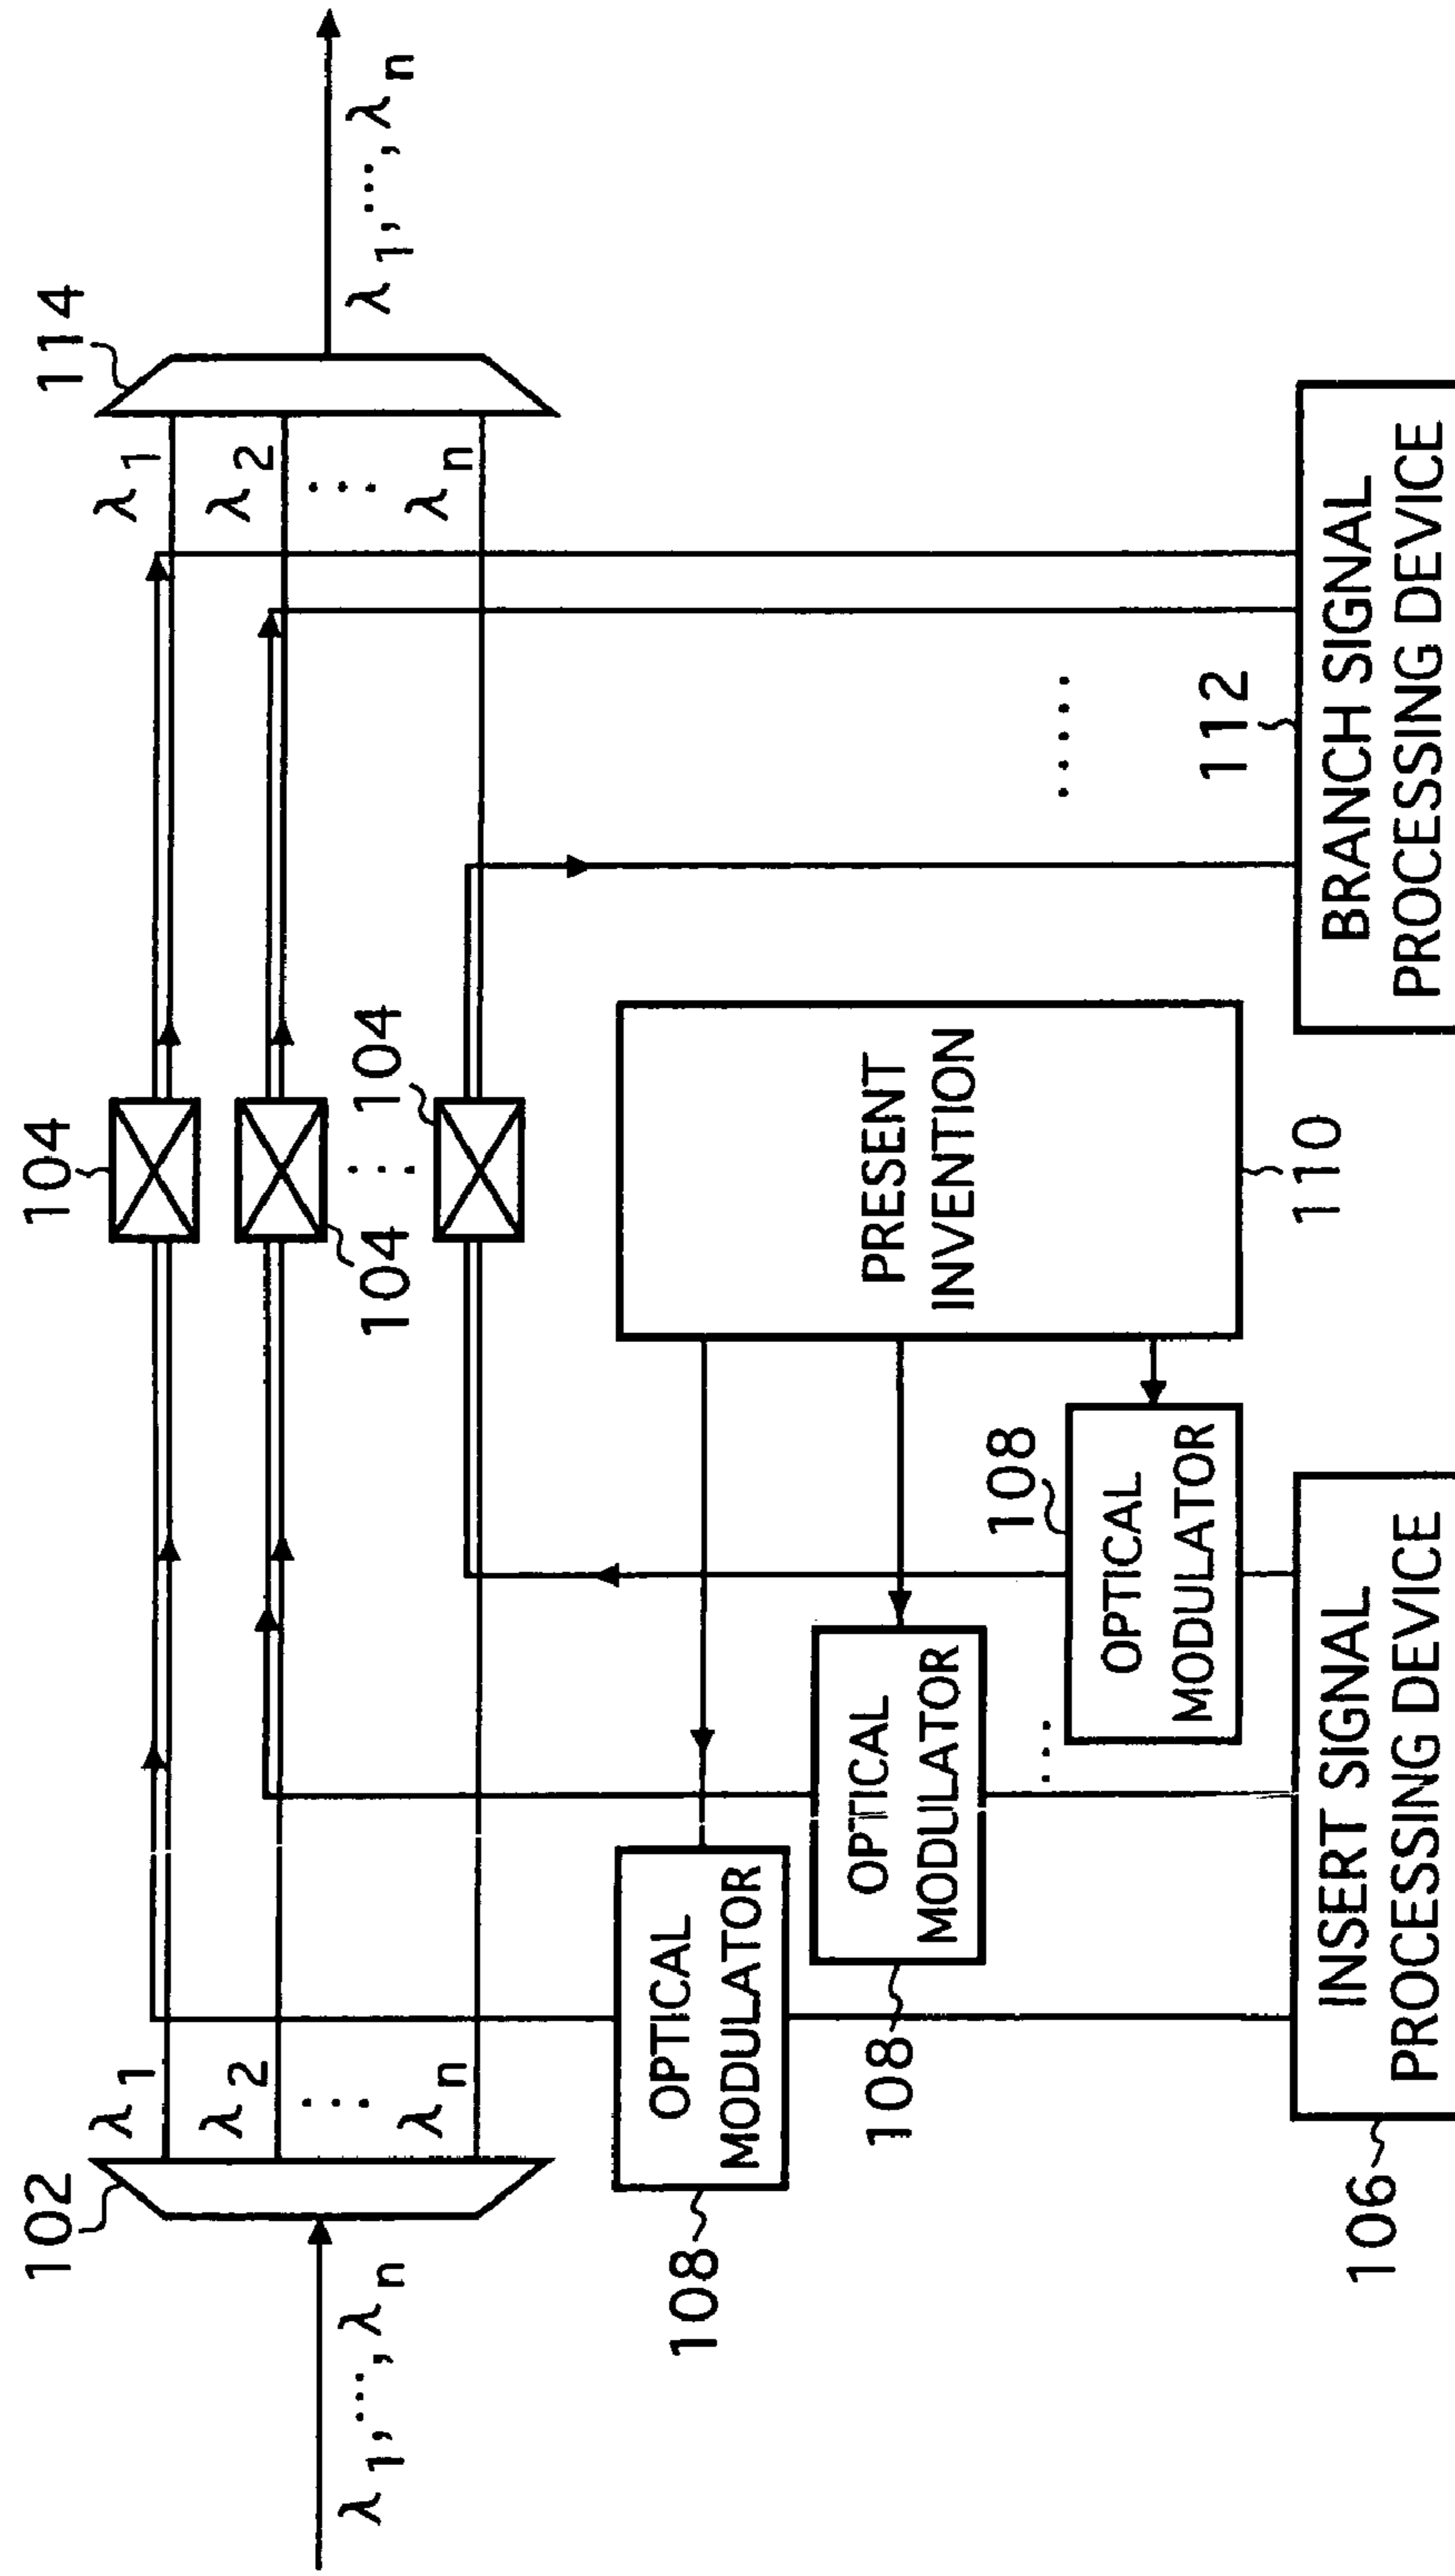 102
λ1,⋯,λn
λ1
λ2
⋮
λn
104
104
104
⋮
114
λ1
λ2
⋮
λn
λ1,⋯,λn
108
OPTICAL
MODULATOR
108
OPTICAL
MODULATOR
...
108
OPTICAL
MODULATOR
PRESENT
INVENTION
110
.....
106
INSERT SIGNAL
PROCESSING DEVICE
112
BRANCH SIGNAL
PROCESSING DEVICE